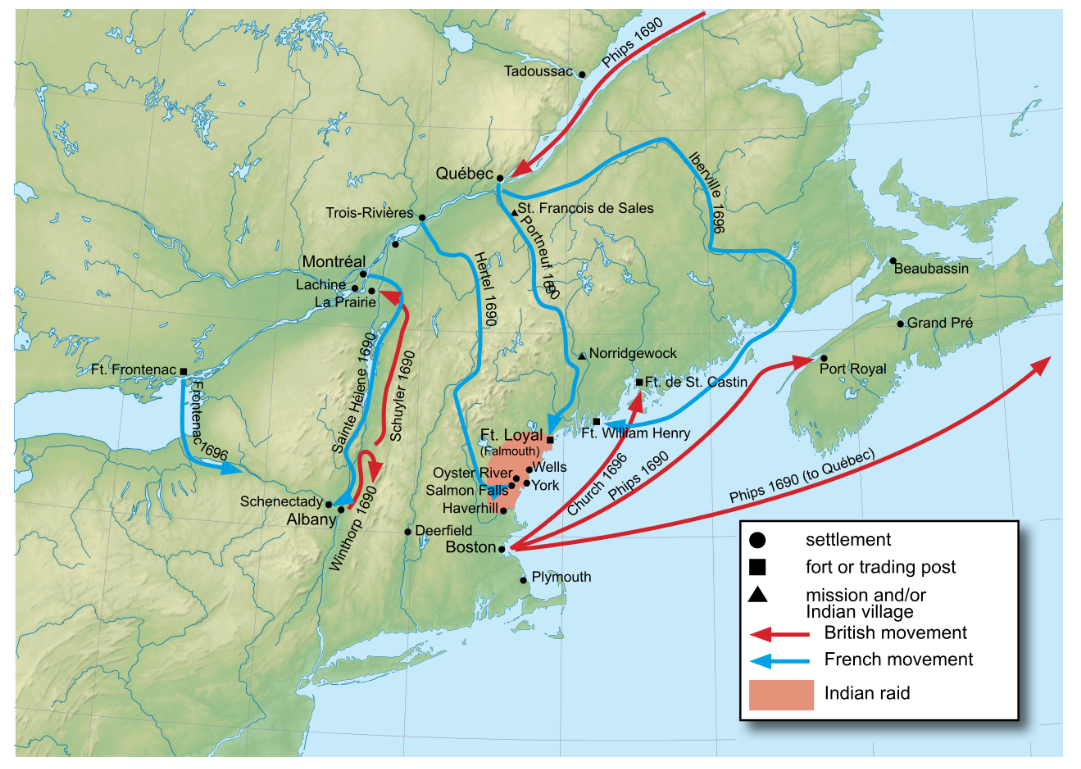 Phips 1690
Tadoussac
Québec
Iberville 1696
St. Francois de Sales
Trois-Rivières
Portneuf 1690
Hertel 1690
Montréal
Lachine
La Prairie
Beaubassin
Grand Pré
Port Royal
Norridgewock
Ft. Frontenac
Ft. de St. Castin
Frontenac 1696
Sainte Hélène 1690
Schuyler 1690
Ft. William Henry
Ft. Loyal
(Falmouth)
Wells
Oyster River
York
Salmon Falls
Haverhill
Church 1696
Phips 1690
Phips 1690 (to Québec)
Schenectady
Albany
Winthorp 1690
Deerfield
Boston
Plymouth
settlement
fort or trading post
mission and/or
Indian village
British movement
French movement
Indian raid